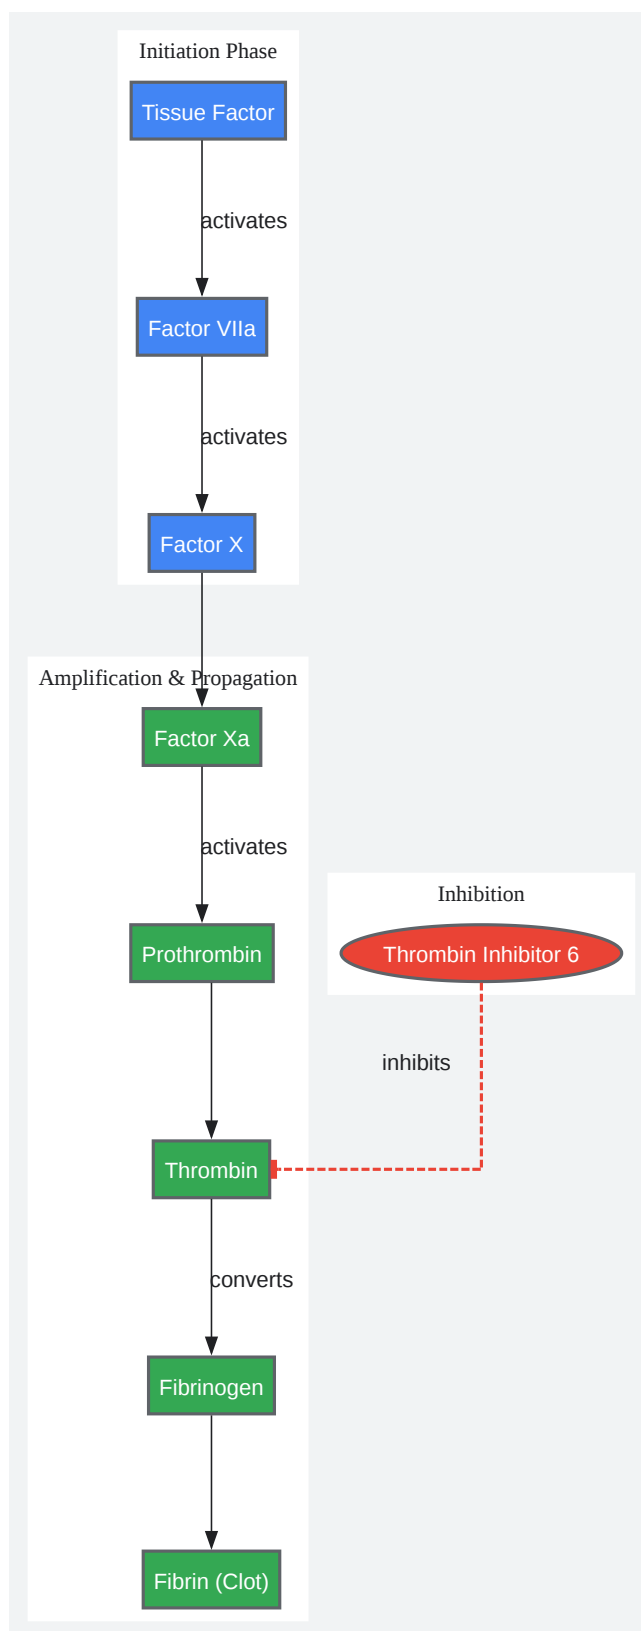 Initiation Phase
Tissue Factor
activates
Factor VIIa
activates
Factor X
Amplification & Propagation
Factor Xa
activates
Inhibition
Prothrombin
Thrombin Inhibitor 6
inhibits
Thrombin
converts
Fibrinogen
Fibrin (Clot)